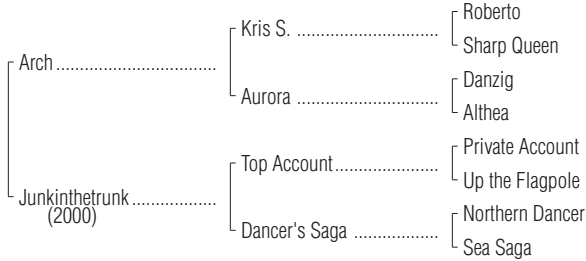 Roberto
Kris S. ................................
Sharp Queen
Arch ....................................
Danzig
Aurora ................................
Althea
Private Account
Top Account.......................
Up the Flagpole
Junkinthetrunk ...................
(2000)
Northern Dancer
Dancer's Saga ...................
Sea Saga